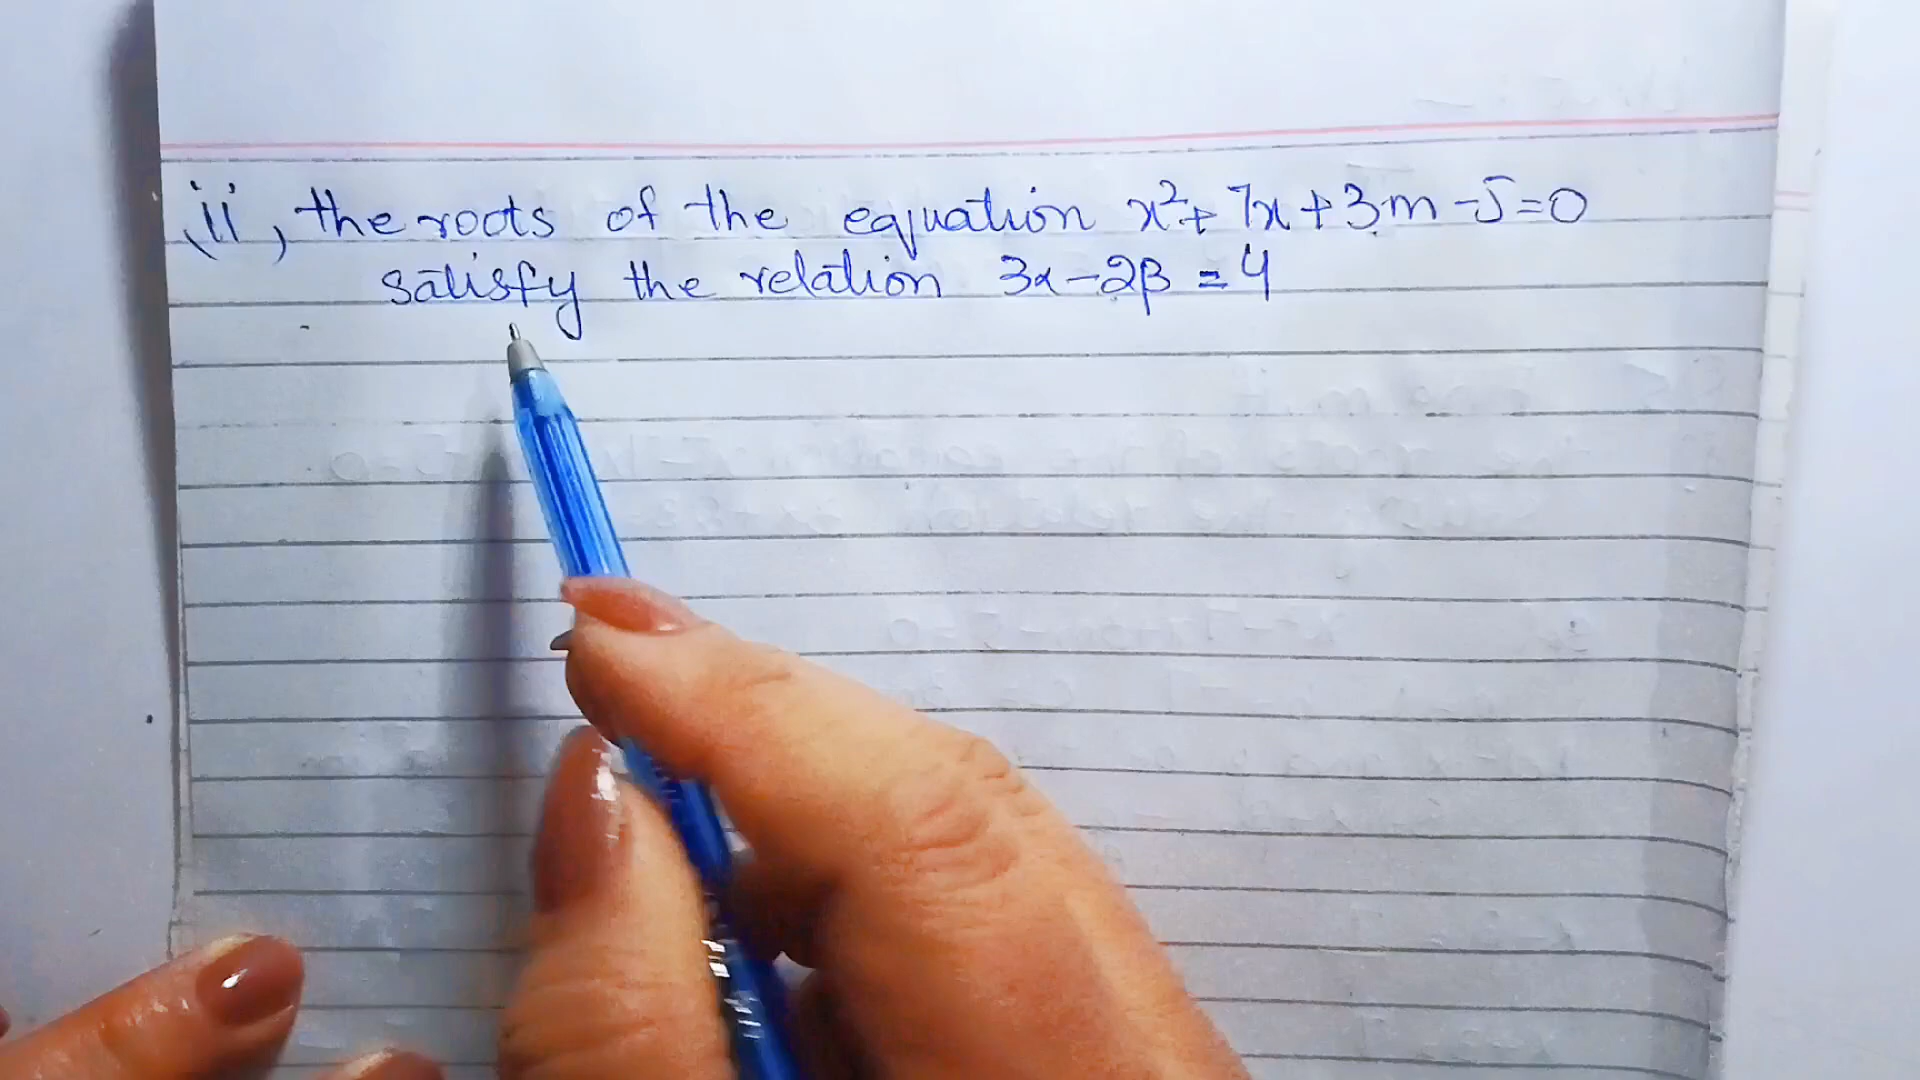 ii, the roots of the equation x²+7x+3m-5=0
satisfy the relation 3α-2β=4